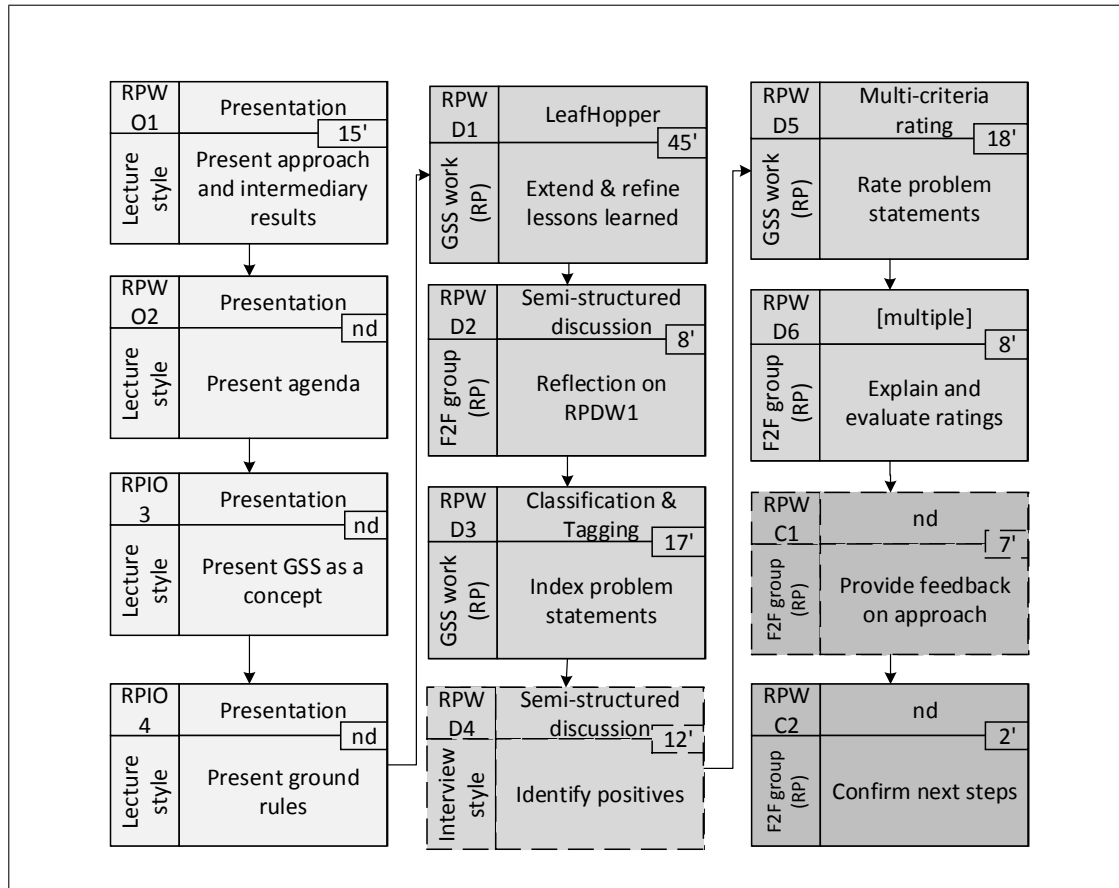 RPW
O1
Presentation
15'
Lecture
style
Present approach
and intermediary
results
RPW
O2
Presentation
nd
Lecture
style
Present agenda
RPIO
3
Presentation
nd
Lecture
style
Present GSS as a
concept
RPIO
4
Presentation
nd
Lecture
style
Present ground
rules
RPW
D1
LeafHopper
45'
GSS work
(RP)
Extend & refine
lessons learned
RPW
D2
Semi-structured
discussion
8'
F2F group
(RP)
Reflection on
RPDW1
RPW
D3
Classification &
Tagging
17'
GSS work
(RP)
Index problem
statements
RPW
D4
Semi-structured
discussion
12'
Interview
style
Identify positives
RPW
D5
Multi-criteria
rating
18'
GSS work
(RP)
Rate problem
statements
RPW
D6
[multiple]
8'
F2F group
(RP)
Explain and
evaluate ratings
RPW
C1
nd
7'
F2F group
(RP)
Provide feedback
on approach
RPW
C2
nd
2'
F2F group
(RP)
Confirm next steps